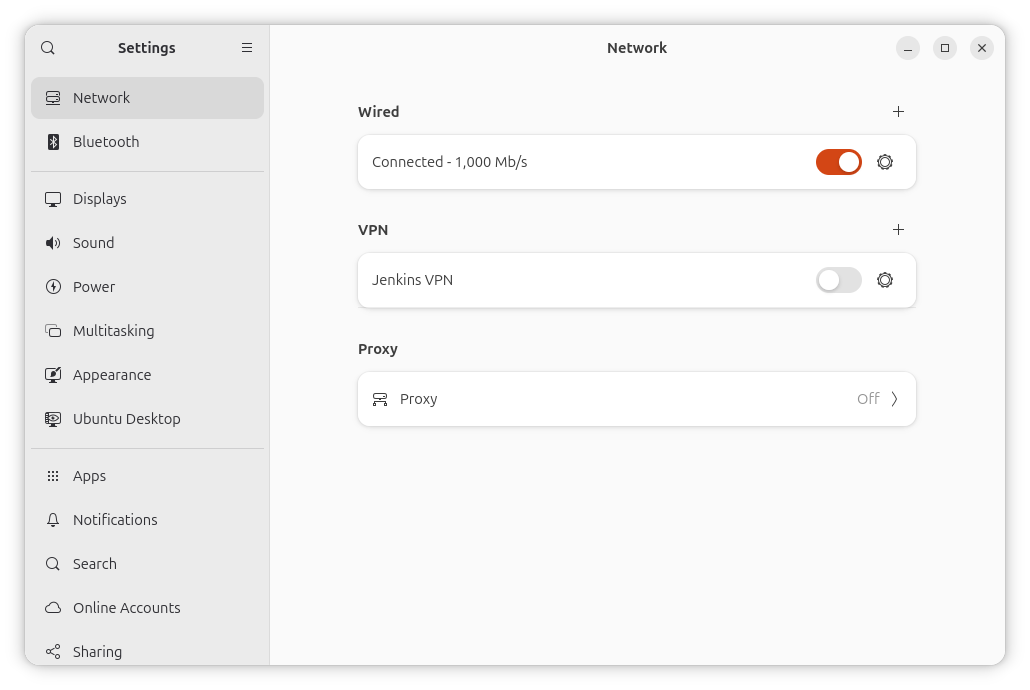 Settings
Network
Bluetooth
Displays
Sound
Power
Multitasking
Appearance
Ubuntu Desktop
Apps
Notifications
Search
Online Accounts
Sharing
Network
Wired
Connected - 1,000 Mb/s
VPN
Jenkins VPN
Proxy
Proxy Off